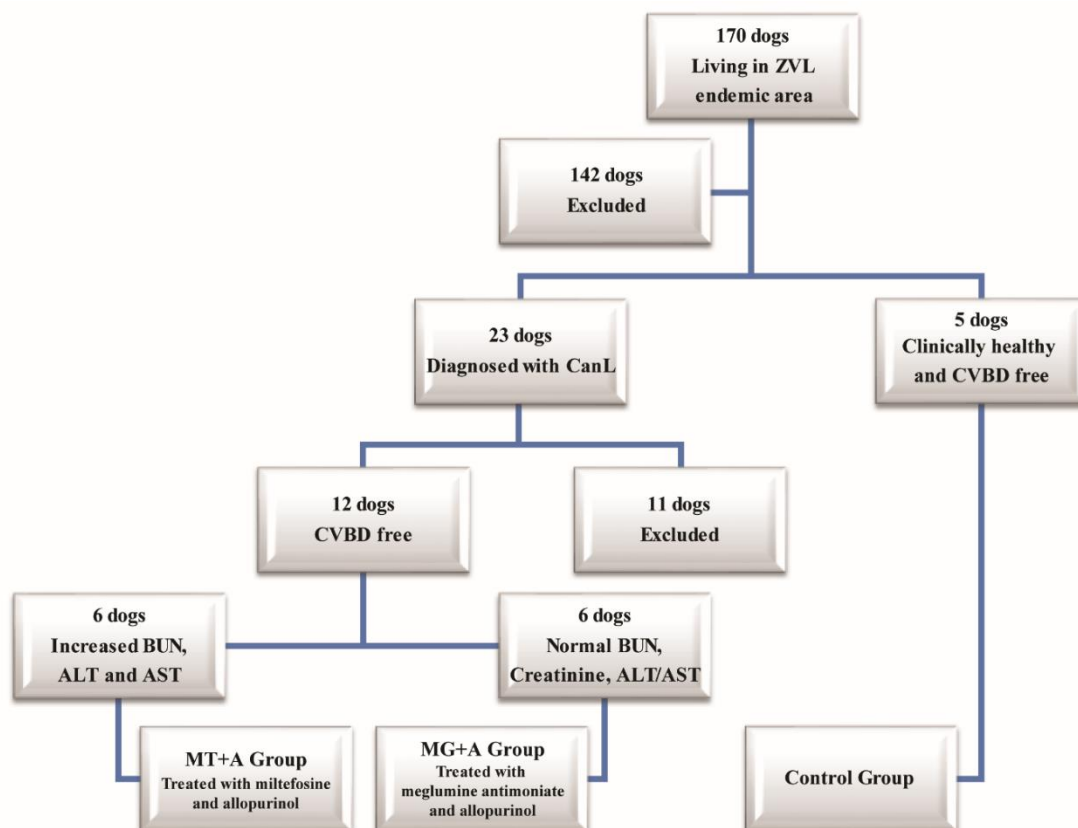 170 dogs
Living in ZVL
endemic area
142 dogs
Excluded
23 dogs
Diagnosed with CanL
5 dogs
Clinically healthy
and CVBD free
12 dogs
CVBD free
11 dogs
Excluded
6 dogs
Increased BUN,
ALT and AST
6 dogs
Normal BUN,
Creatinine, ALT/AST
MT+A Group
Treated with miltefosine
and allopurinol
MG+A Group
Treated with
meglumine antimoniate
and allopurinol
Control Group